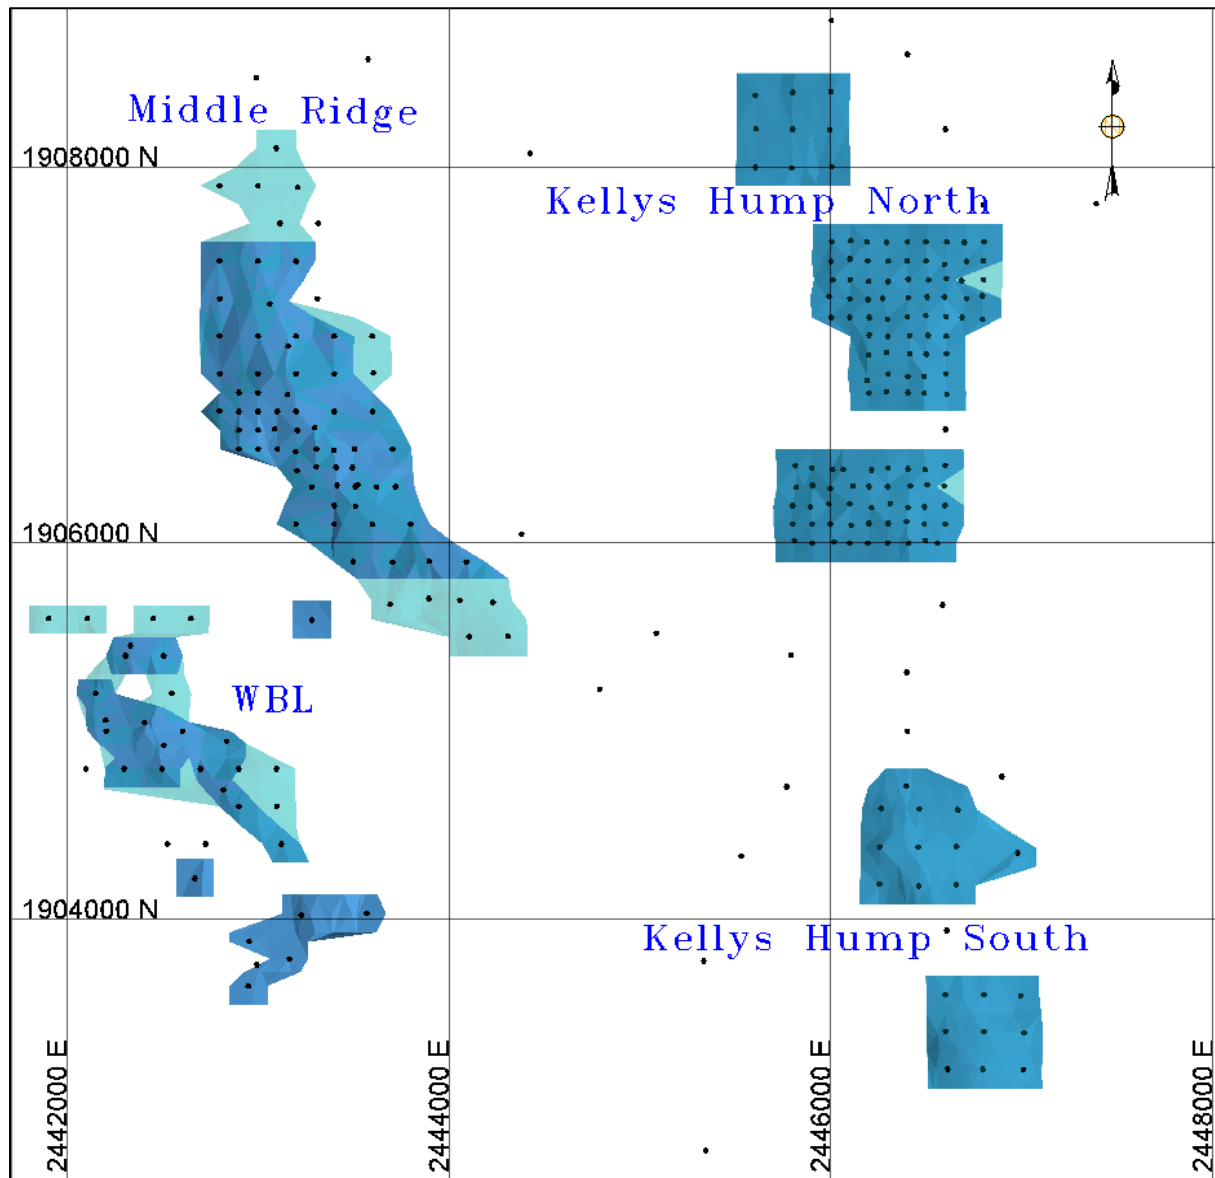 Middle Ridge
1908000 N
Kellys Hump North
1906000 N
WBL
1904000 N
Kellys Hump South
2442000 E
2444000 E
2446000 E
2448000 E